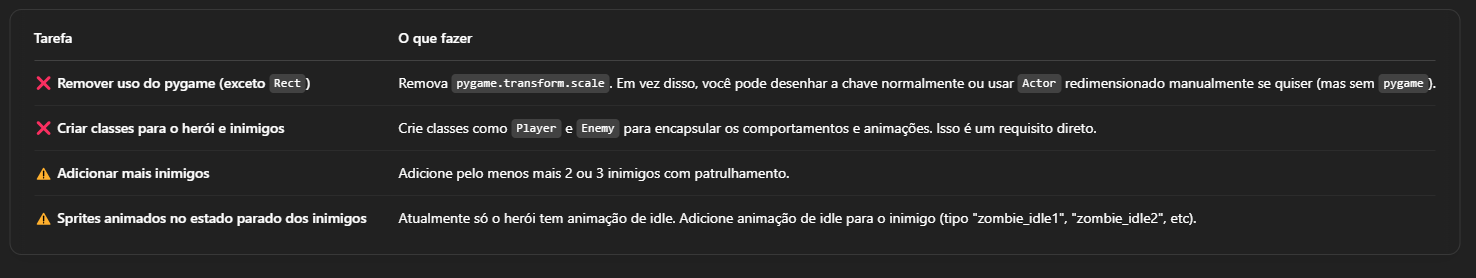 Tarefa O que fazer
❌ Remover uso do pygame (exceto Rect) Remova pygame.transform.scale. Em vez disso, você pode desenhar a chave normalmente ou usar Actor redimensionado manualmente se quiser (mas sem pygame).
❌ Criar classes para o herói e inimigos Crie classes como Player e Enemy para encapsular os comportamentos e animações. Isso é um requisito direto.
⚠️ Adicionar mais inimigos Adicione pelo menos mais 2 ou 3 inimigos com patrulhamento.
⚠️ Sprites animados no estado parado dos inimigos Atualmente só o herói tem animação de idle. Adicione animação de idle para o inimigo (tipo "zombie_idle1", "zombie_idle2", etc).